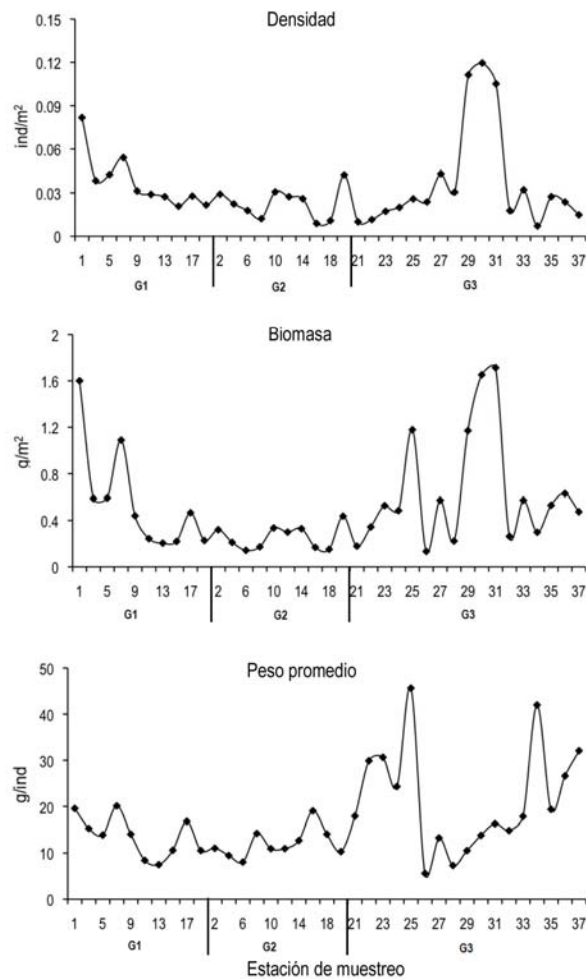 Densidad
0.15
0.12
0.09
0.06
0.03
0
ind/m²
1 5 9 13 17 2 6 10 14 18 21 23 25 27 29 31 33 35 37
G1 G2 G3
Biomasa
2
1.6
1.2
0.8
0.4
0
g/m²
1 5 9 13 17 2 6 10 14 18 21 23 25 27 28 31 33 35 37
G1 G2 G3
Peso promedio
50
40
30
20
10
0
g/ind
1 5 9 13 17 2 6 10 14 18 21 23 25 27 29 31 33 35 37
G1 G2 G3
Estación de muestreo